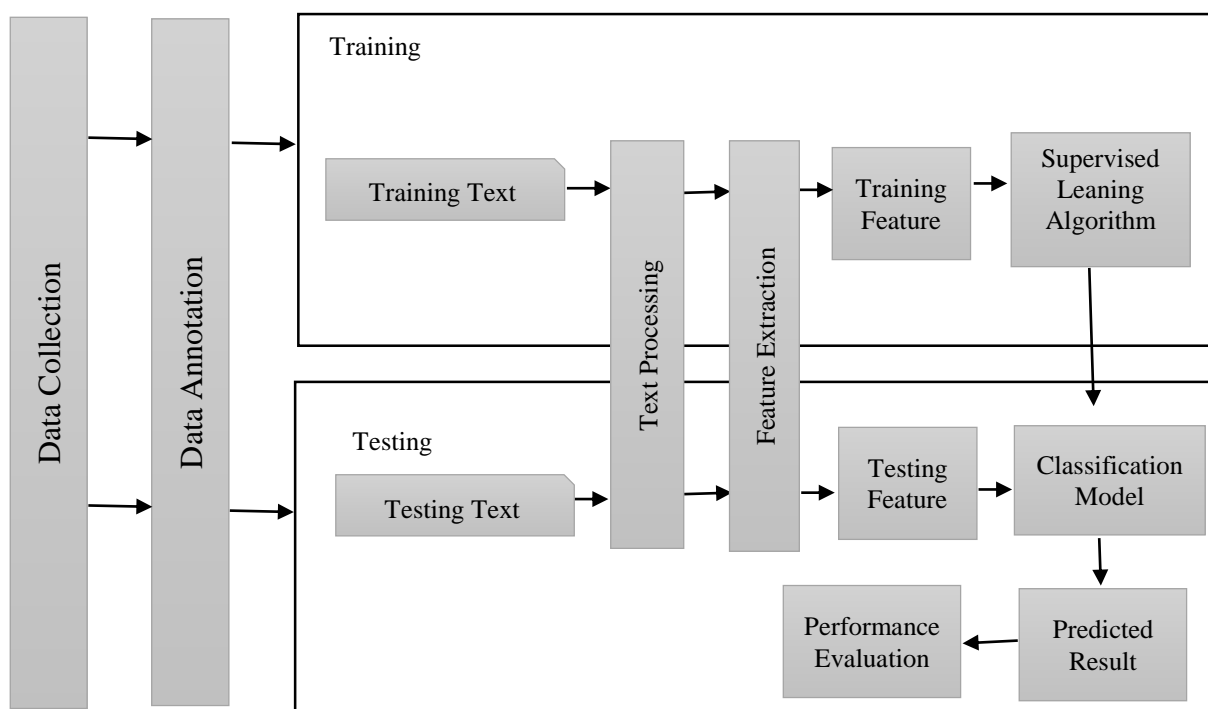 Data Collection
Data Annotation
Training
Training Text
Text Processing
Feature Extraction
Training
Feature
Supervised
Leaning
Algorithm
Testing
Testing Text
Testing
Feature
Classification
Model
Performance
Evaluation
Predicted
Result